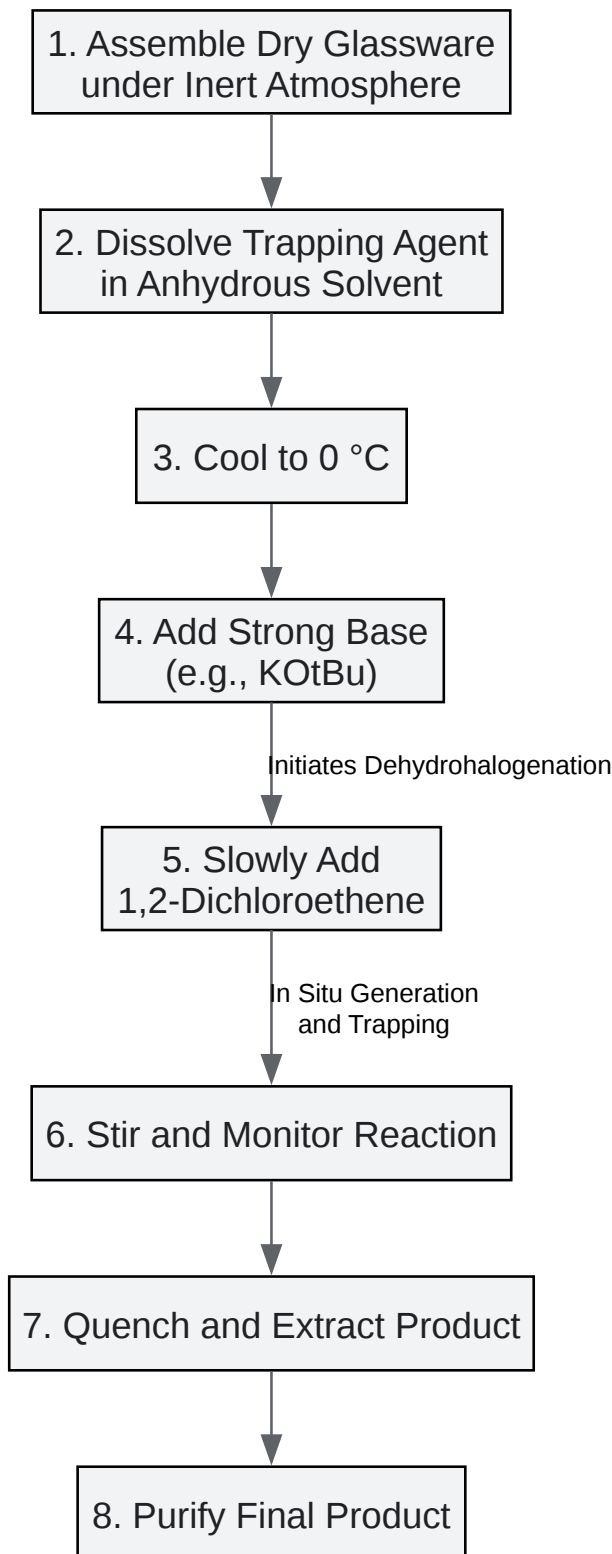 1. Assemble Dry Glassware
under Inert Atmosphere
2. Dissolve Trapping Agent
in Anhydrous Solvent
3. Cool to 0 °C
4. Add Strong Base
(e.g., KOtBu)
Initiates Dehydrohalogenation
5. Slowly Add
1,2-Dichloroethene
In Situ Generation
and Trapping
6. Stir and Monitor Reaction
7. Quench and Extract Product
8. Purify Final Product